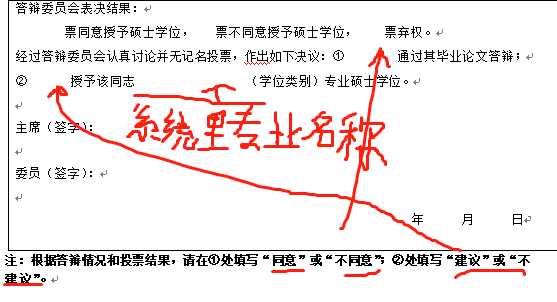 答辩委员会表决结果：
票同意授予硕士学位， 票不同意授予硕士学位， 票弃权。
经过答辩委员会认真讨论并无记名投票，作出如下决议：① 通过其毕业论文答辩；
② 授予该同志 （学位类别）专业硕士学位。
系统里专业名称
主席（签字）：
委员（签字）：
年 月 日
注：根据答辩情况和投票结果，请在①处填写“同意”或“不同意”；②处填写“建议”或“不
建议”。